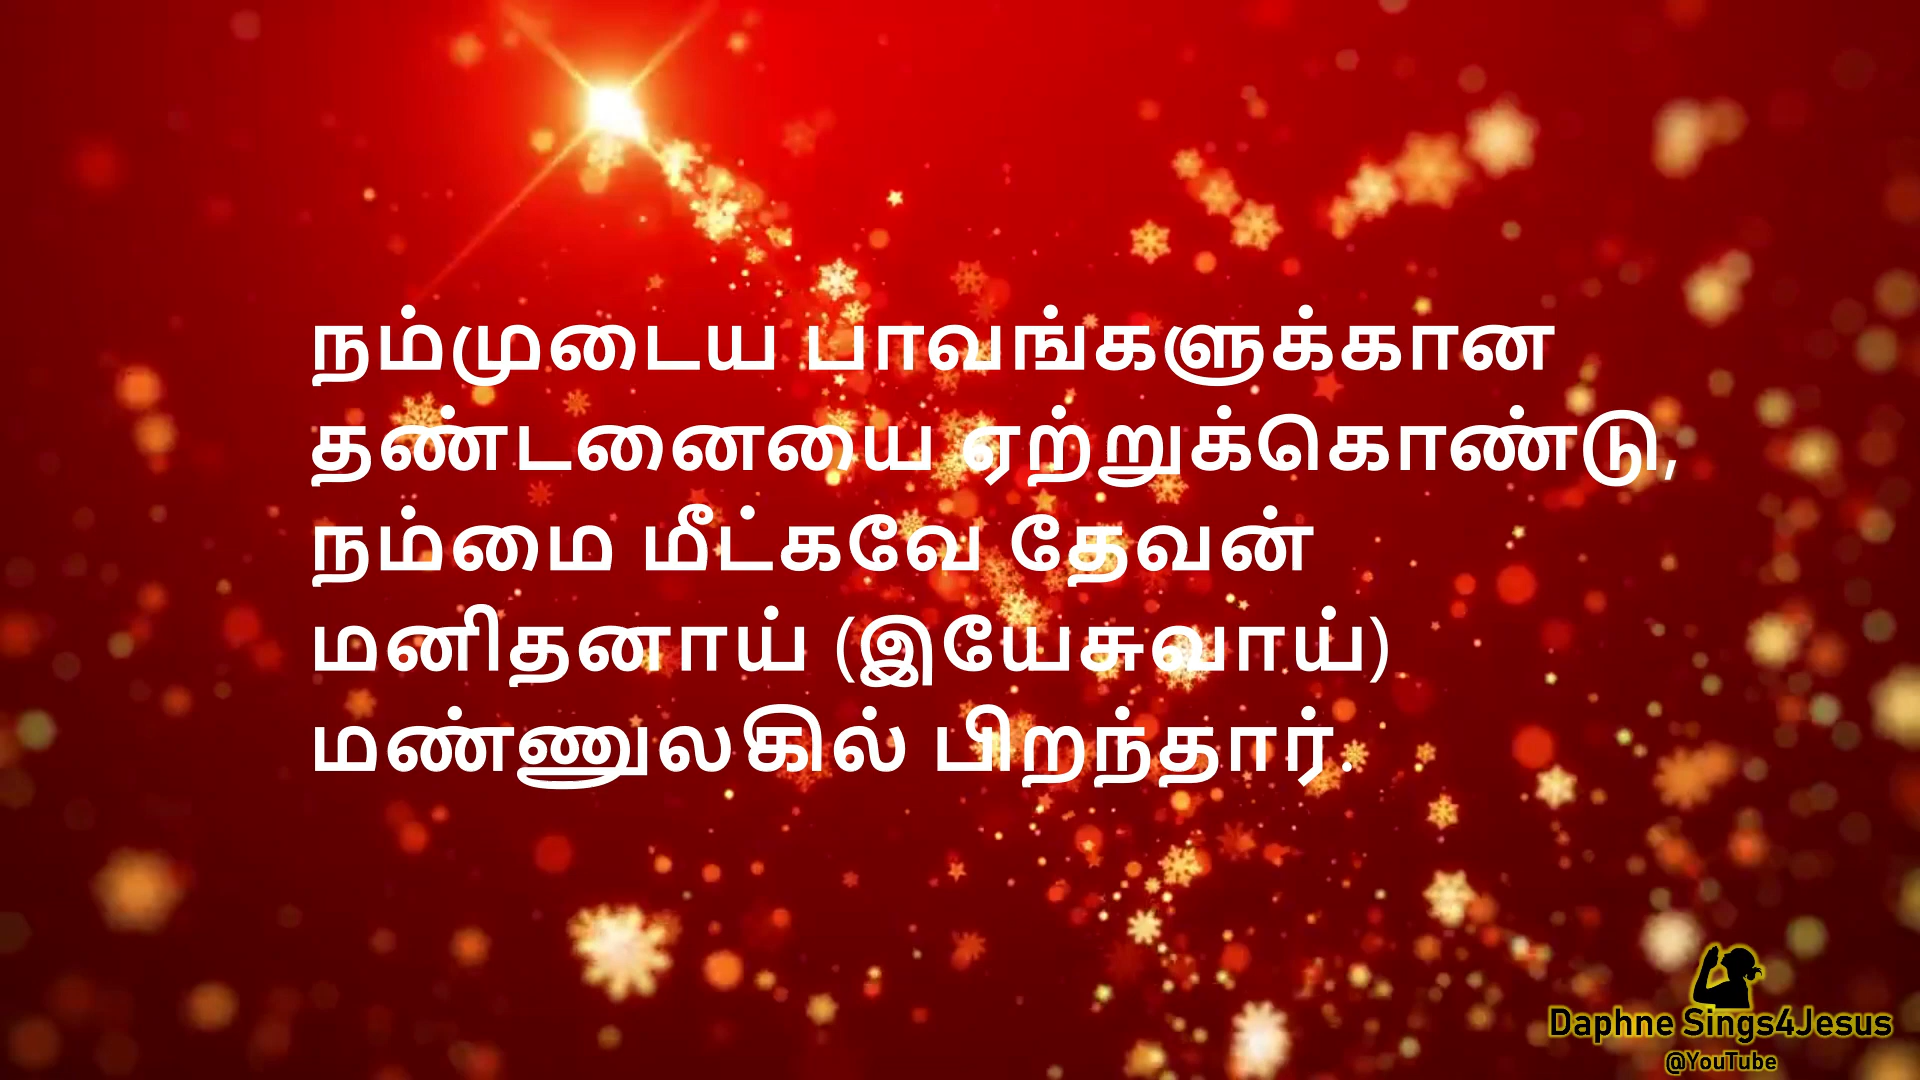 நம்முடைய பாவங்களுக்கான
தண்டனையை ஏற்றுக்கொண்டு,
நம்மை மீட்கவே தேவன்
மனிதனாய் (இயேசுவாய்)
மண்ணுலகில் பிறந்தார்.
Daphne Sings4Jesus
@YouTube